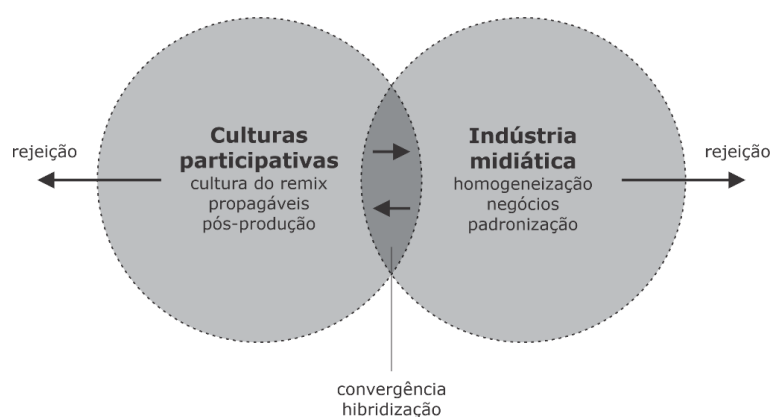 rejeição
Culturas
participativas
cultura do remix
propagáveis
pós-produção
Indústria
midiática
homogeneização
negócios
padronização
rejeição
convergência
hibridização